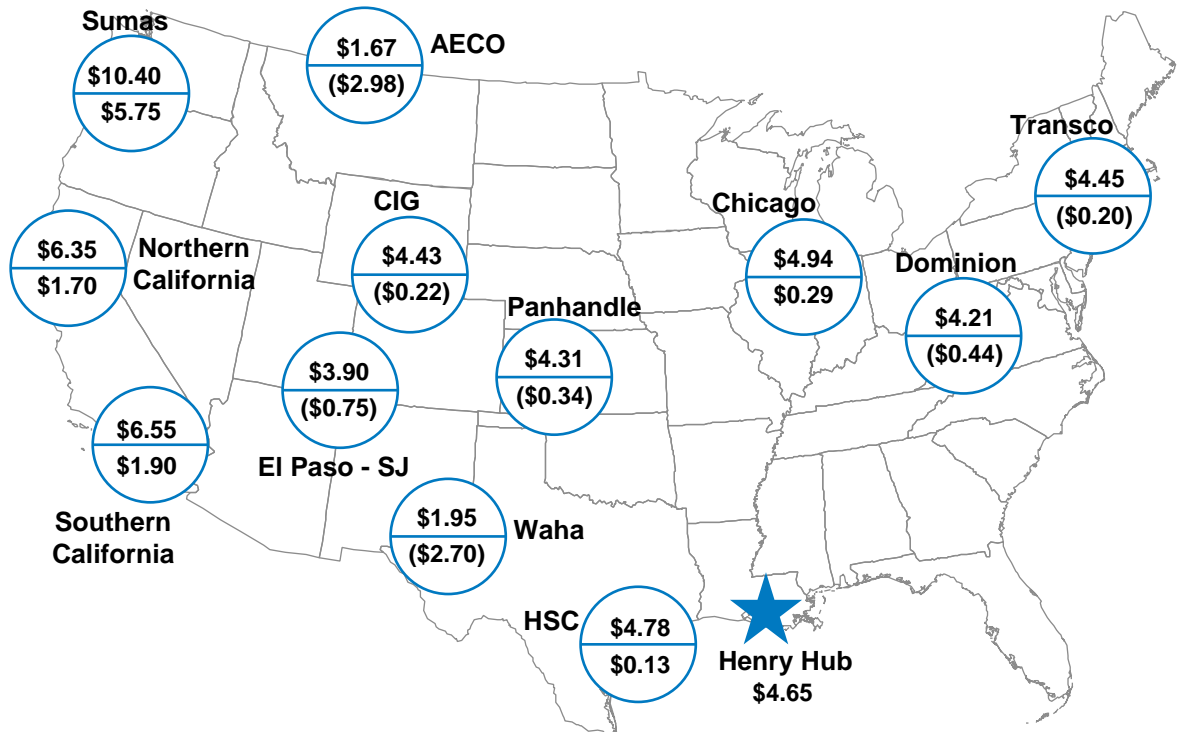 Sumas
$10.40
$5.75
AECO
$1.67
($2.98)
Transco
$4.45
($0.20)
CIG
$4.43
($0.22)
Chicago
$4.94
$0.29
Northern
California
$6.35
$1.70
Dominion
$4.21
($0.44)
Panhandle
$4.31
($0.34)
$3.90
($0.75)
El Paso - SJ
$6.55
$1.90
Southern
California
$1.95
($2.70)
Waha
HSC
$4.78
$0.13
Henry Hub
$4.65